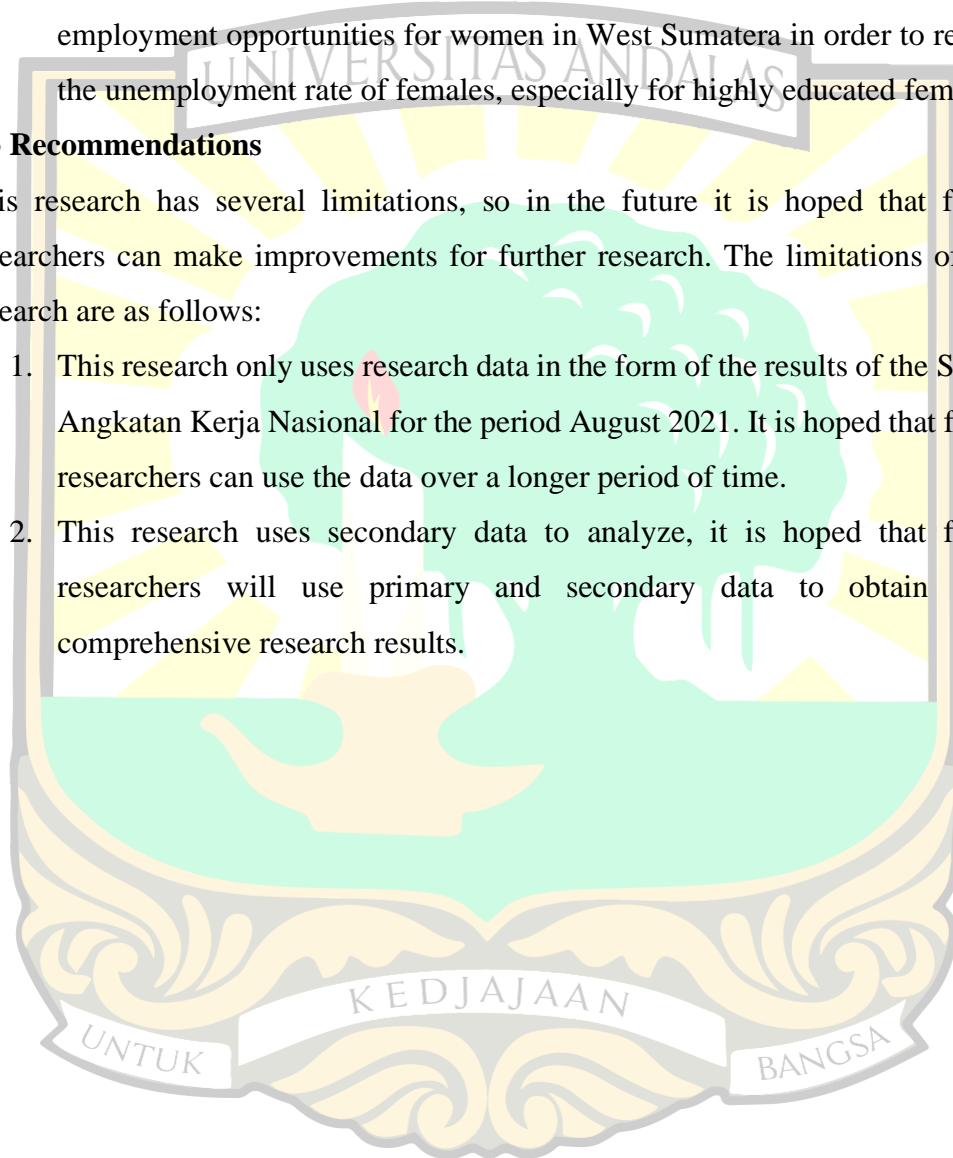 employment opportunities for women in West Sumatera in order to re
UNIVERSITAS ANDALAS
the unemployment rate of females, especially for highly educated fem
Recommendations
is research has several limitations, so in the future it is hoped that f
earchers can make improvements for further research. The limitations o
earch are as follows:
1. This research only uses research data in the form of the results of the S
Angkatan Kerja Nasional for the period August 2021. It is hoped that f
researchers can use the data over a longer period of time.
2. This research uses secondary data to analyze, it is hoped that f
researchers will use primary and secondary data to obtain
comprehensive research results.
KEDJAJAAN
UNTUK
BANGSA